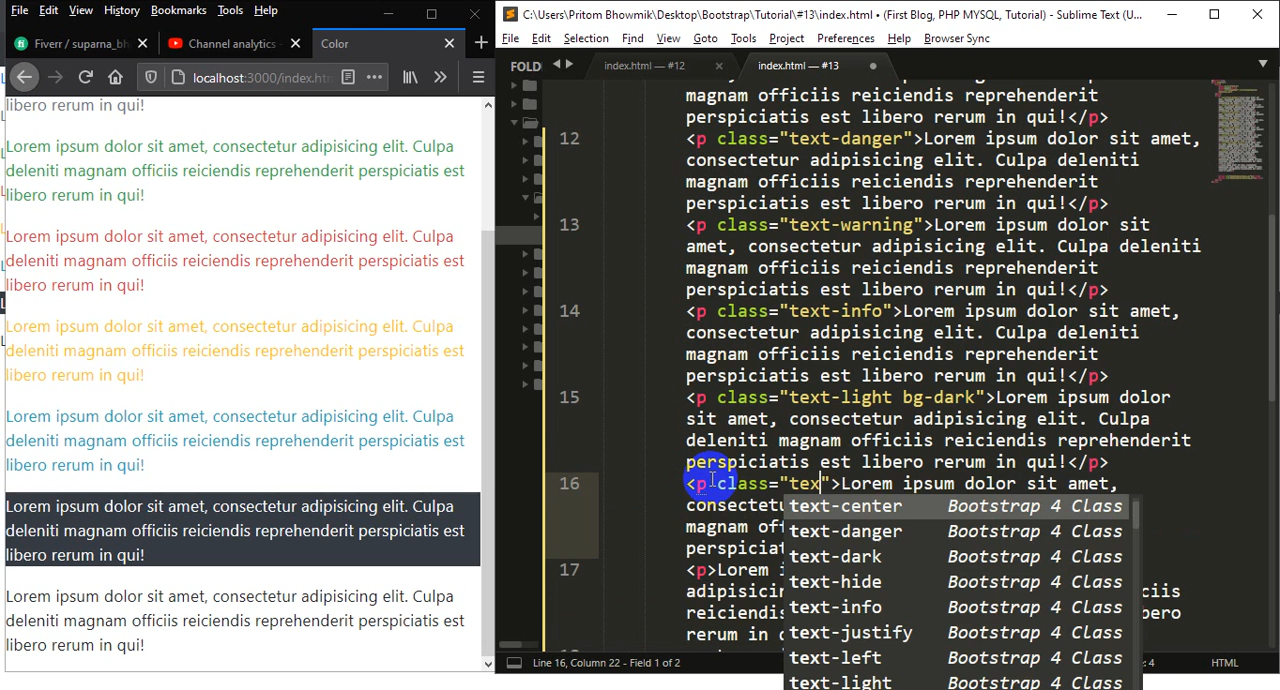 File Edit View History Bookmarks Tools Help
Fiverr / suparna_bh
Channel analytics -
Color
localhost:3000/index.htm
libero rerum in qui!
Lorem ipsum dolor sit amet, consectetur adipisicing elit. Culpa
deleniti magnam officiis reiciendis reprehenderit perspiciatis est
libero rerum in qui!
Lorem ipsum dolor sit amet, consectetur adipisicing elit. Culpa
deleniti magnam officiis reiciendis reprehenderit perspiciatis est
libero rerum in qui!
Lorem ipsum dolor sit amet, consectetur adipisicing elit. Culpa
deleniti magnam officiis reiciendis reprehenderit perspiciatis est
libero rerum in qui!
Lorem ipsum dolor sit amet, consectetur adipisicing elit. Culpa
deleniti magnam officiis reiciendis reprehenderit perspiciatis est
libero rerum in qui!
Lorem ipsum dolor sit amet, consectetur adipisicing elit. Culpa
deleniti magnam officiis reiciendis reprehenderit perspiciatis est
libero rerum in qui!
Lorem ipsum dolor sit amet, consectetur adipisicing elit. Culpa
deleniti magnam officiis reiciendis reprehenderit perspiciatis est
libero rerum in qui!
C:\Users\Pritom Bhowmik\Desktop\Bootstrap\Tutorial\#13\index.html • (First Blog, PHP MYSQL, Tutorial) - Sublime Text (U...
File Edit Selection Find View Goto Tools Project Preferences Help Browser Sync
FOLD
index.html — #12
index.html — #13
magnam officiis reiciendis reprehenderit
perspiciatis est libero rerum in qui!</p>
12 <p class="text-danger">Lorem ipsum dolor sit amet,
consectetur adipisicing elit. Culpa deleniti
magnam officiis reiciendis reprehenderit
perspiciatis est libero rerum in qui!</p>
13 <p class="text-warning">Lorem ipsum dolor sit
amet, consectetur adipisicing elit. Culpa deleniti
magnam officiis reiciendis reprehenderit
perspiciatis est libero rerum in qui!</p>
14 <p class="text-info">Lorem ipsum dolor sit amet,
consectetur adipisicing elit. Culpa deleniti
magnam officiis reiciendis reprehenderit
perspiciatis est libero rerum in qui!</p>
15 <p class="text-light bg-dark">Lorem ipsum dolor
sit amet, consectetur adipisicing elit. Culpa
deleniti magnam officiis reiciendis reprehenderit
perspiciatis est libero rerum in qui!</p>
16 <p class="tex">Lorem ipsum dolor sit amet,
consectetu
magnam off
perspiciat
17 <p>Lorem i
adipisicin ciis
reiciendis bero
rerum in q
text-center Bootstrap 4 Class
text-danger Bootstrap 4 Class
text-dark Bootstrap 4 Class
text-hide Bootstrap 4 Class
text-info Bootstrap 4 Class
text-justify Bootstrap 4 Class
text-left Bootstrap 4 Class
text-light Bootstrap 4 Class
Line 16, Column 22 - Field 1 of 2
: 4
HTML